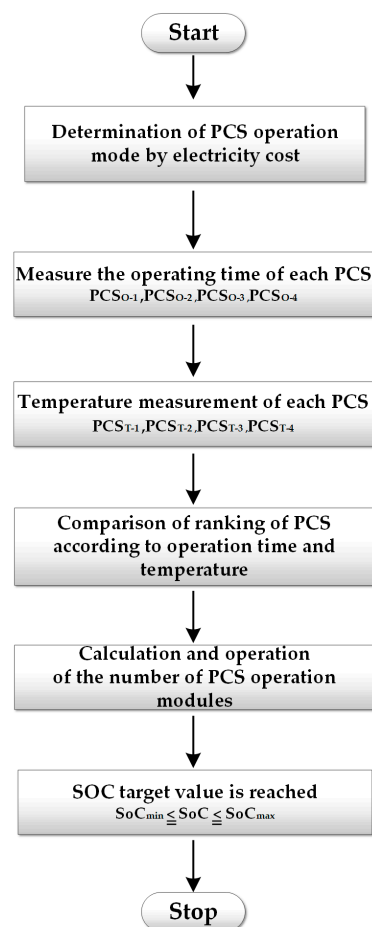 Start
Determination of PCS operation
mode by electricity cost
Measure the operating time of each PCS
PCSO-1,PCSO-2,PCSO-3,PCSO-4
Temperature measurement of each PCS
PCST-1,PCST-2,PCST-3,PCST-4
Comparison of ranking of PCS
according to operation time and
temperature
Calculation and operation
of the number of PCS operation
modules
SOC target value is reached
SoCmin ≦ SoC ≦ SoCmax
Stop